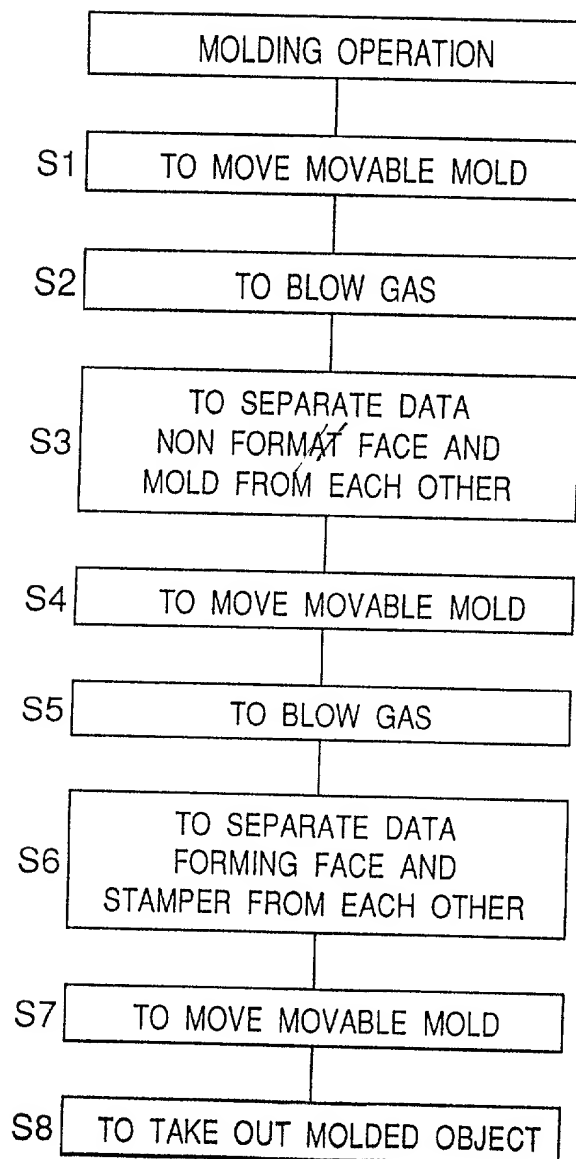 MOLDING OPERATION
S1 TO MOVE MOVABLE MOLD
S2 TO BLOW GAS
TO SEPARATE DATA
S3 NON FORMAT FACE AND
MOLD FROM EACH OTHER
S4 TO MOVE MOVABLE MOLD
S5 TO BLOW GAS
TO SEPARATE DATA
S6 FORMING FACE AND
STAMPER FROM EACH OTHER
S7 TO MOVE MOVABLE MOLD
S8 TO TAKE OUT MOLDED OBJECT